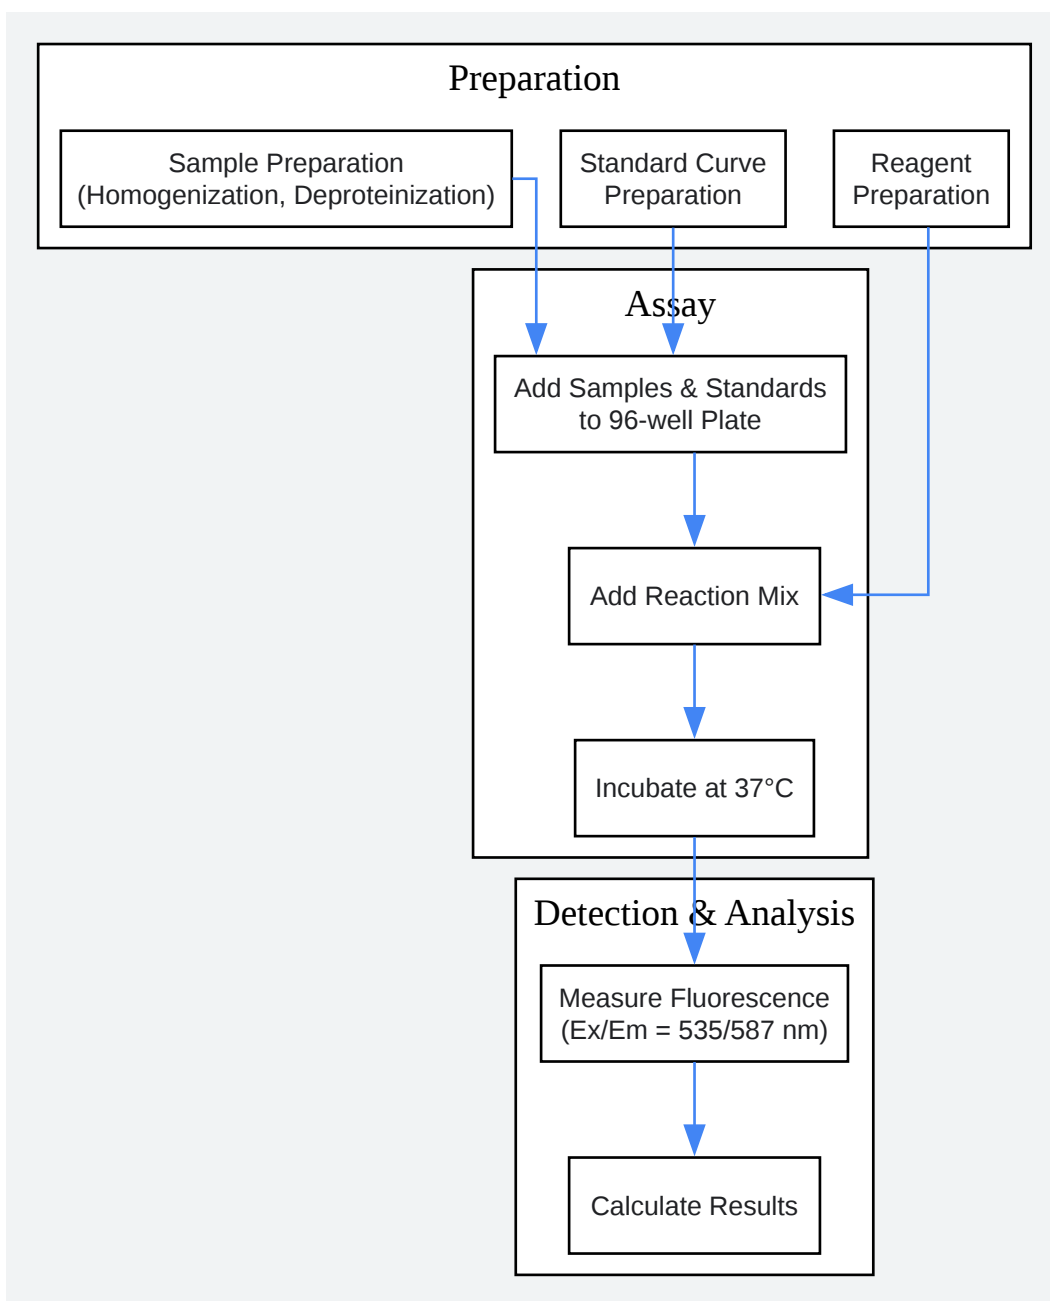 Preparation
Sample Preparation
(Homogenization, Deproteinization)
Standard Curve
Preparation
Reagent
Preparation
Assay
Add Samples & Standards
to 96-well Plate
Add Reaction Mix
Incubate at 37°C
Detection & Analysis
Measure Fluorescence
(Ex/Em = 535/587 nm)
Calculate Results